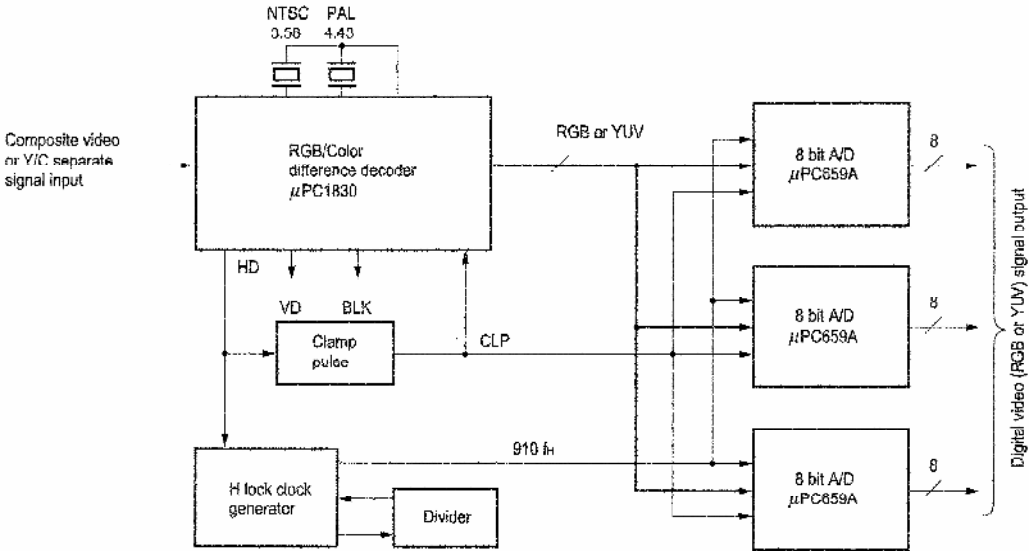 NTSC PAL
3.58 4.43
Composite video
or Y/C separate
signal input
RGB/Color
difference decoder
μPC1830
RGB or YUV
8 bit A/D
μPC659A
8
HD
VD BLK
Clamp
pulse
CLP
8 bit A/D
μPC659A
8
Digital video (RGB or YUV) signal output
910 fH
H lock clock
generator
Divider
8 bit A/D
μPC659A
8